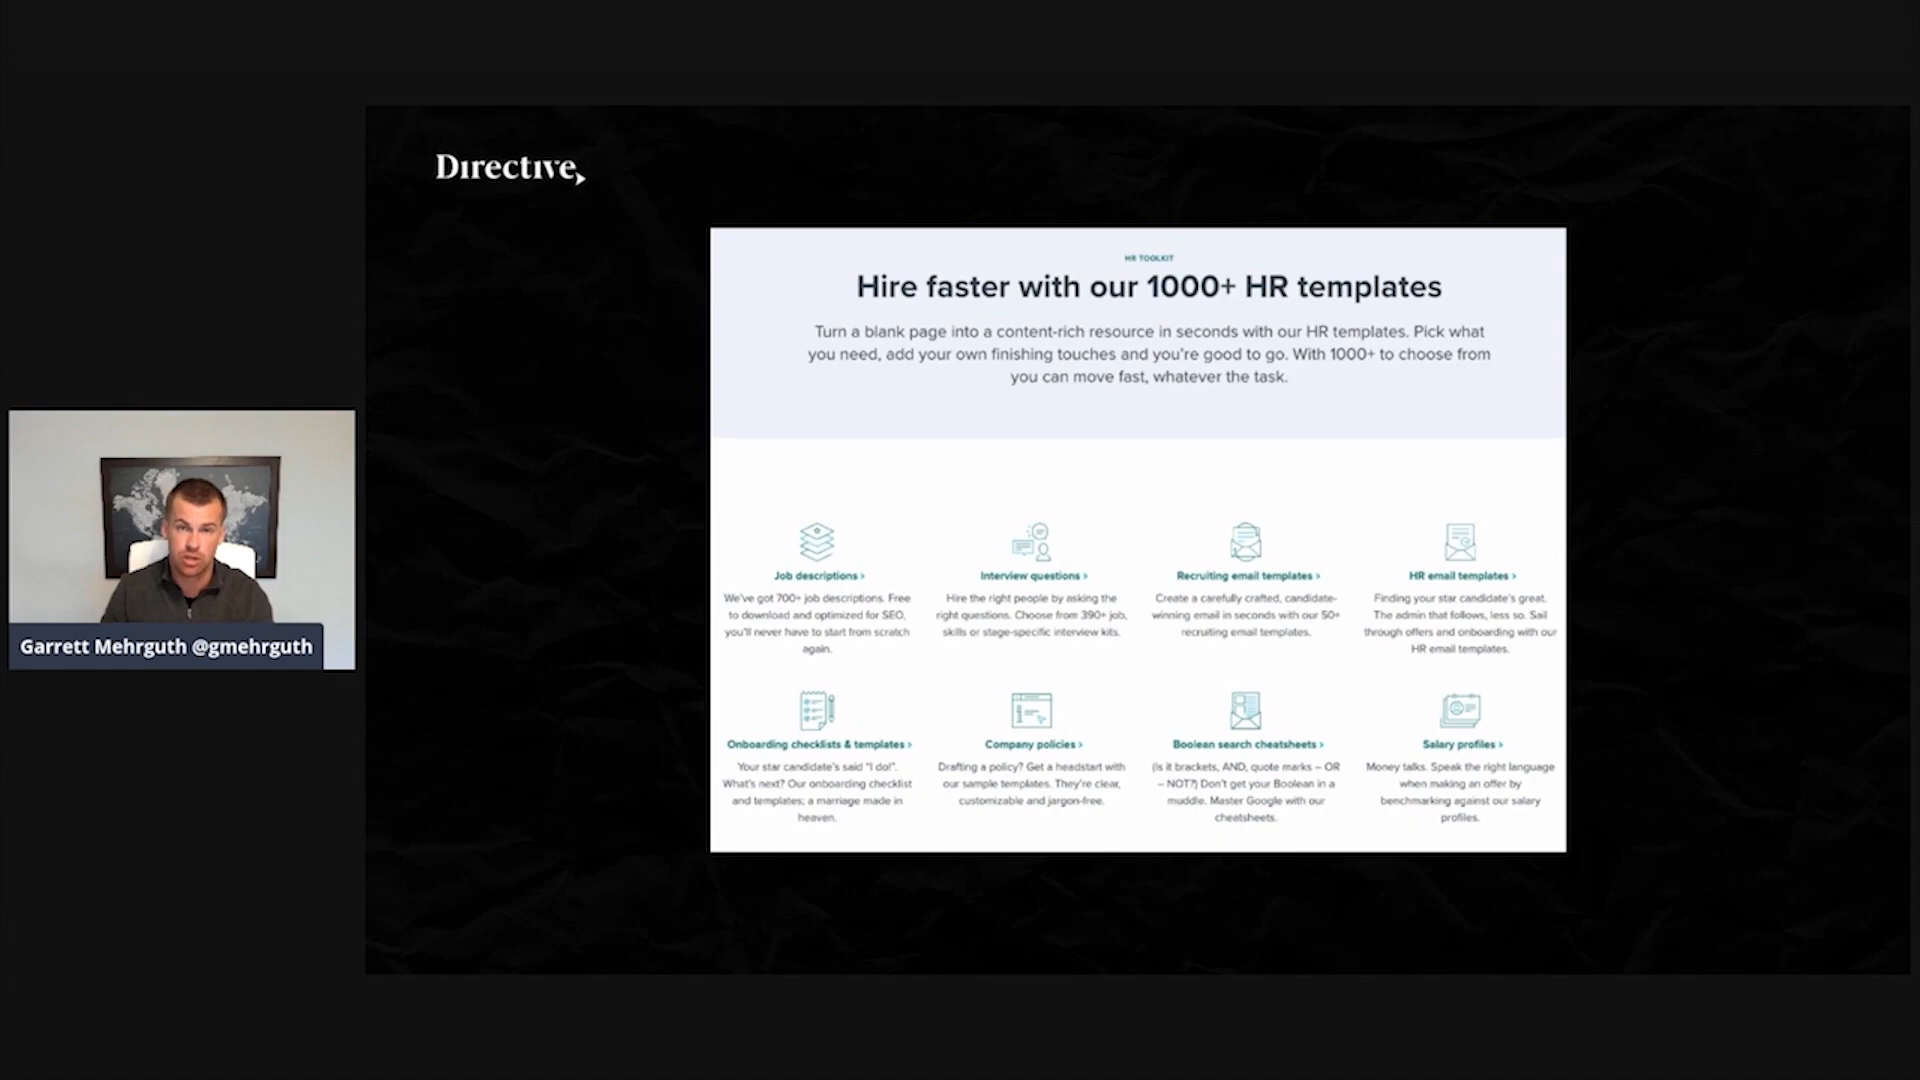 Directive
HR TOOLKIT
Hire faster with our 1000+ HR templates
Turn a blank page into a content-rich resource in seconds with our HR templates. Pick what
you need, add your own finishing touches and you're good to go. With 1000+ to choose from
you can move fast, whatever the task.
Job descriptions >
We've got 700+ job descriptions. Free
to download and optimized for SEO,
you'll never have to start from scratch
again.
Interview questions >
Hire the right people by asking the
right questions. Choose from 390+ job,
skills or stage-specific interview kits.
Recruiting email templates >
Create a carefully crafted, candidate-
winning email in seconds with our 50+
recruiting email templates.
HR email templates >
Finding your star candidate's great.
The admin that follows, less so. Sail
through offers and onboarding with our
HR email templates.
Onboarding checklists & templates >
Your star candidate's said "I do!".
What's next? Our onboarding checklist
and templates; a marriage made in
heaven.
Company policies >
Drafting a policy? Get a headstart with
our sample templates. They're clear,
customizable and jargon-free.
Boolean search cheatsheets >
(Is it brackets, AND, quote marks – OR
– NOT?) Don't get your Boolean in a
muddle. Master Google with our
cheatsheets.
Salary profiles >
Money talks. Speak the right language
when making an offer by
benchmarking against our salary
profiles.
Garrett Mehrguth @gmehrguth